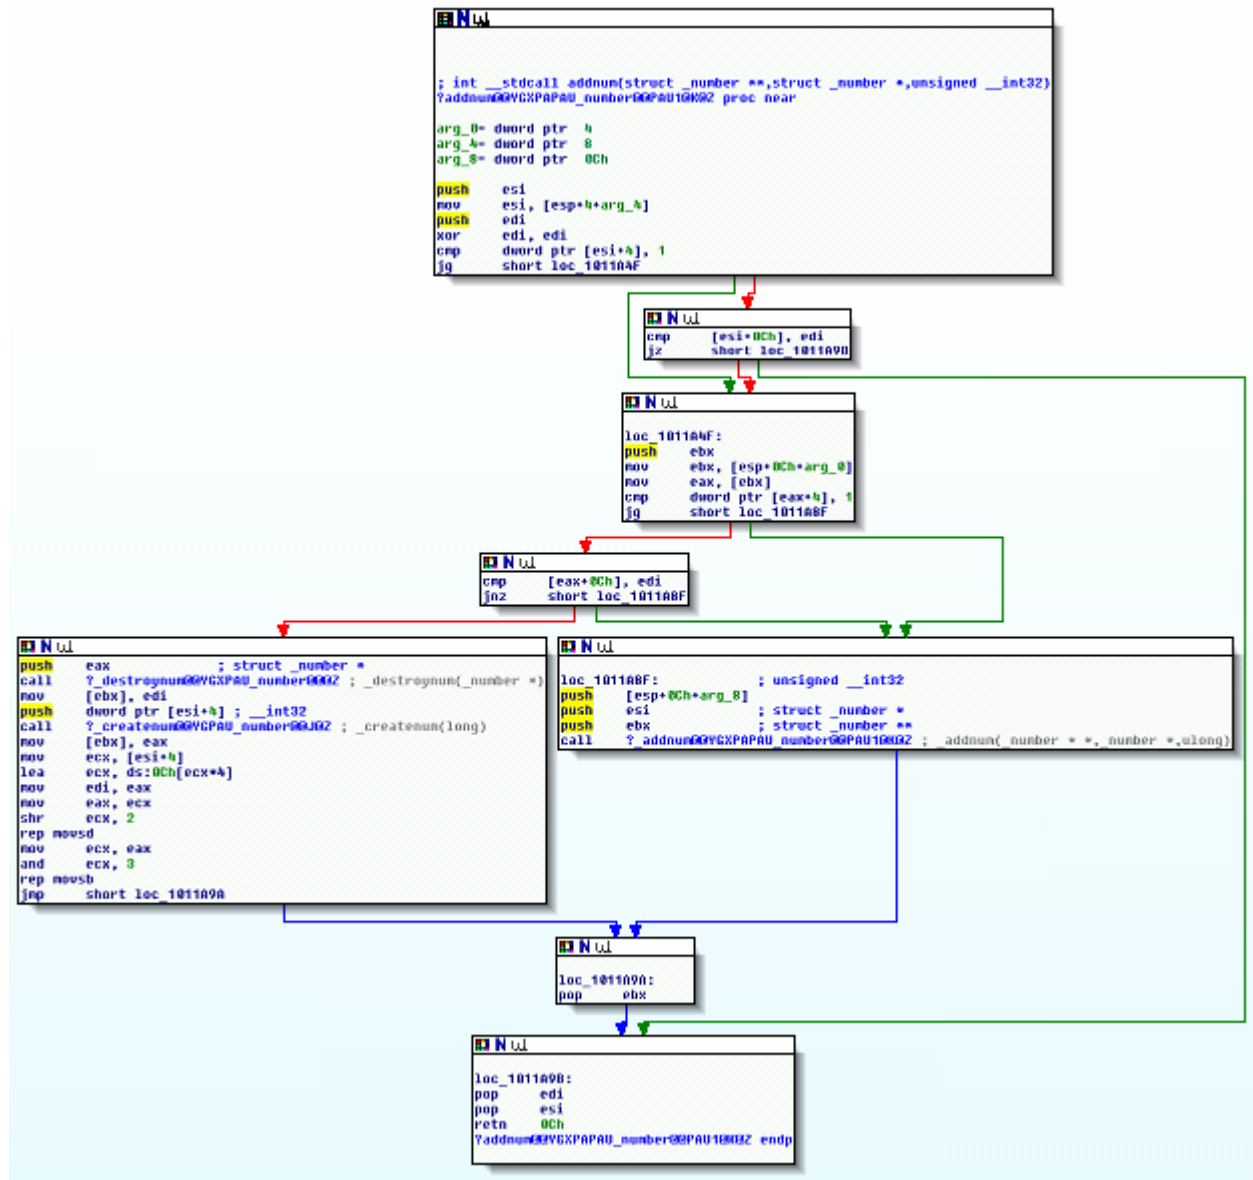 ; int __stdcall addnum(struct _number **,struct _number *,unsigned __int32)
?addnum@@YGXPAPAU_number@@PAU1@K@Z proc near
arg_0= dword ptr 4
arg_4= dword ptr 8
arg_8= dword ptr 0Ch
push esi
mov esi, [esp+4+arg_4]
push edi
xor edi, edi
cmp dword ptr [esi+4], 1
jg short loc_1011A4F
cmp [esi+0Ch], edi
jz short loc_1011A9B
loc_1011A4F:
push ebx
mov ebx, [esp+0Ch+arg_0]
mov eax, [ebx]
cmp dword ptr [eax+4], 1
jg short loc_1011A8F
cmp [eax+0Ch], edi
jnz short loc_1011A8F
push eax ; struct _number *
call ?_destroynum@@YGXPAU_number@@@Z ; _destroynum(_number *)
mov [ebx], edi
push dword ptr [esi+4] ; __int32
call ?_createnum@@YGPAU_number@@J@Z ; _createnum(long)
mov [ebx], eax
mov ecx, [esi+4]
lea ecx, ds:0Ch[ecx*4]
mov edi, eax
mov eax, ecx
shr ecx, 2
rep movsd
mov ecx, eax
and ecx, 3
rep movsb
jmp short loc_1011A9A
loc_1011A8F: ; unsigned __int32
push [esp+0Ch+arg_8]
push esi ; struct _number *
push ebx ; struct _number **
call ?_addnum@@YGXPAPAU_number@@PAU1@K@Z ; _addnum(_number * *,_number *,ulong)
loc_1011A9A:
pop ebx
loc_1011A9B:
pop edi
pop esi
retn 0Ch
?addnum@@YGXPAPAU_number@@PAU1@K@Z endp